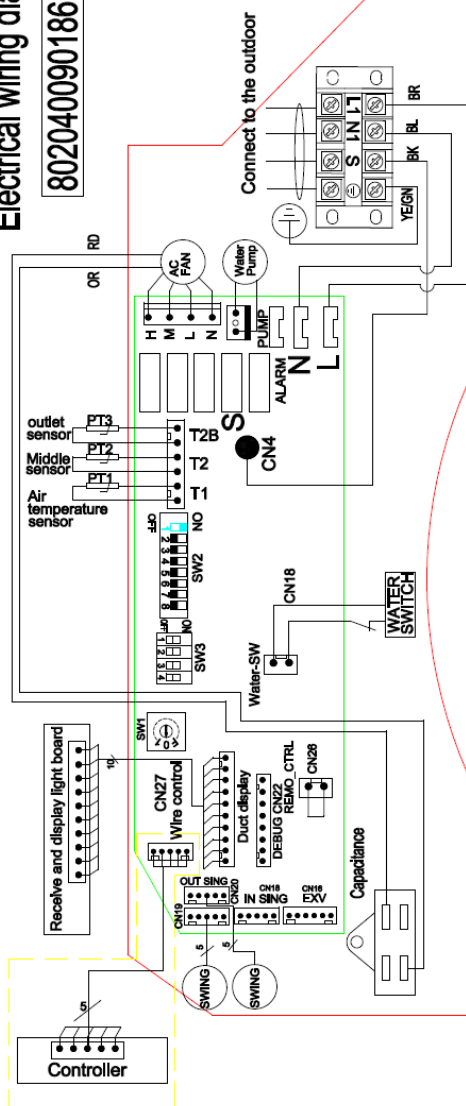 Electrical wiring dia
802040090186
Connect to the outdoor
L1
N1
S
BR
BL
BK
YE/GN
RD
OR
AC
FAN
Water
Pump
H
M
L
N
PUMP
ALARM
N
L
S
CN4
outlet
sensor
PT3
Middle
sensor
PT2
PT1
Air
temperature
sensor
T2B
T2
T1
OFF
NO
1
2
3
4
5
6
7
8
SW2
OFF
NO
1
2
3
4
SW3
CN18
Water-SW
WATER
SWITCH
SW1
0
Receive and display light board
10
CN27
Wire control
Duct display
DEBUG CN22
REMO_CTRL
CN26
OUT SING
CN20
CN19
CN18
IN SING
CN16
EXV
5
5
SWING
SWING
Capacitance
5
Controller